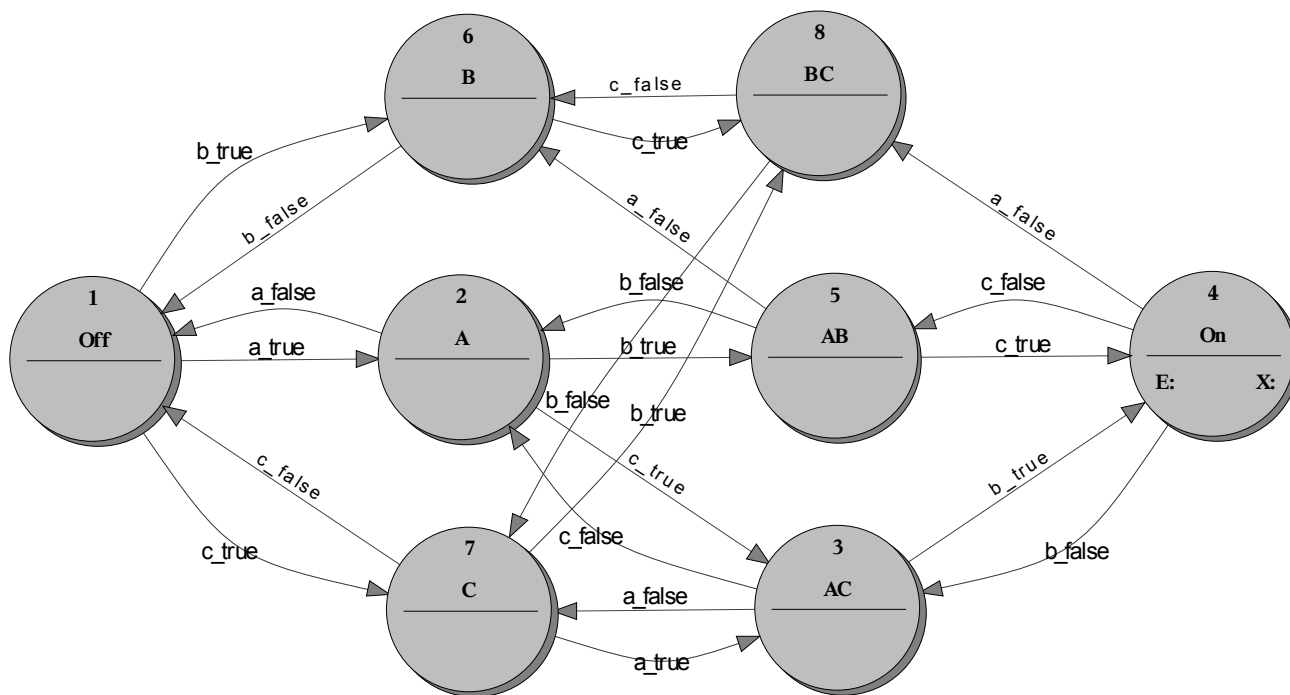 6
B
8
BC
c_false
c_true
b_true
b_false
a_false
a_false
1
Off
a_false
a_true
2
A
b_false
b_true
5
AB
c_false
c_true
4
On
E: X:
b_false
b_true
c_false
c_true
c_true
c_false
b_true
b_false
7
C
a_false
a_true
3
AC